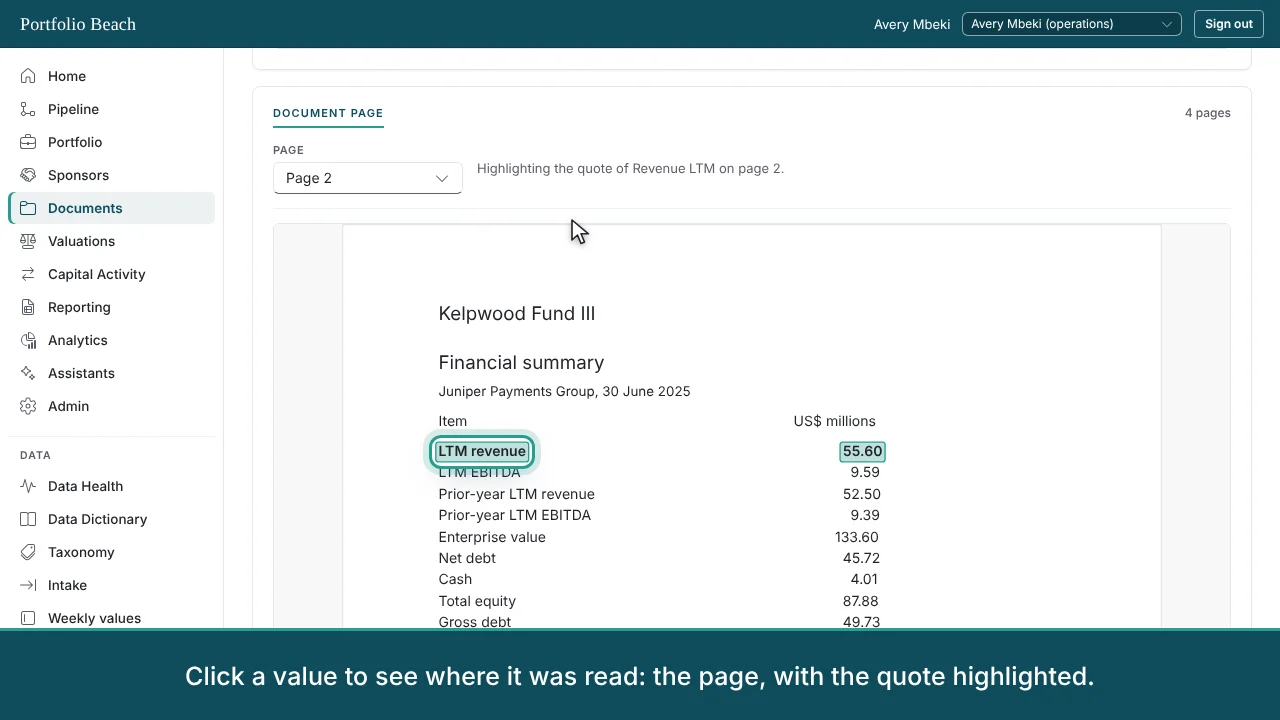 Portfolio Beach
Avery Mbeki
Avery Mbeki (operations)
Sign out
Home
Pipeline
Portfolio
Sponsors
Documents
Valuations
Capital Activity
Reporting
Analytics
Assistants
Admin
DATA
Data Health
Data Dictionary
Taxonomy
Intake
Weekly values
DOCUMENT PAGE
4 pages
PAGE
Page 2
Highlighting the quote of Revenue LTM on page 2.
Kelpwood Fund III
Financial summary
Juniper Payments Group, 30 June 2025
Item US$ millions
LTM revenue 55.60
LTM EBITDA 9.59
Prior-year LTM revenue 52.50
Prior-year LTM EBITDA 9.39
Enterprise value 133.60
Net debt 45.72
Cash 4.01
Total equity 87.88
Gross debt 49.73
Click a value to see where it was read: the page, with the quote highlighted.